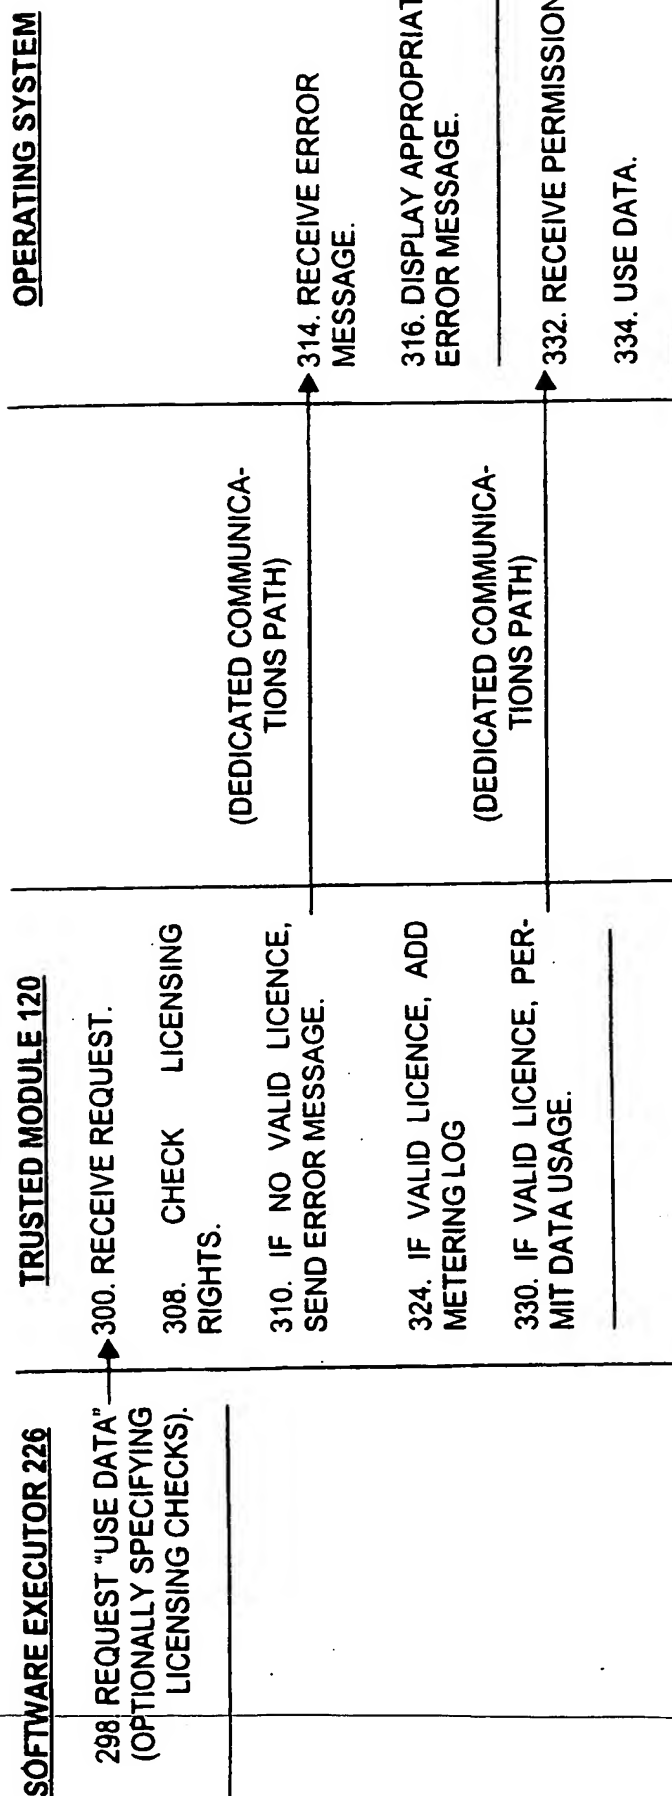 SOFTWARE EXECUTOR 226
298. REQUEST "USE DATA"
(OPTIONALLY SPECIFYING
LICENSING CHECKS).
TRUSTED MODULE 120
300. RECEIVE REQUEST.
308. CHECK LICENSING
RIGHTS.
310. IF NO VALID LICENCE,
SEND ERROR MESSAGE.
324. IF VALID LICENCE, ADD
METERING LOG
330. IF VALID LICENCE, PER-
MIT DATA USAGE.
(DEDICATED COMMUNICA-
TIONS PATH)
(DEDICATED COMMUNICA-
TIONS PATH)
OPERATING SYSTEM
314. RECEIVE ERROR
MESSAGE.
316. DISPLAY APPROPRIAT
ERROR MESSAGE.
332. RECEIVE PERMISSION
334. USE DATA.